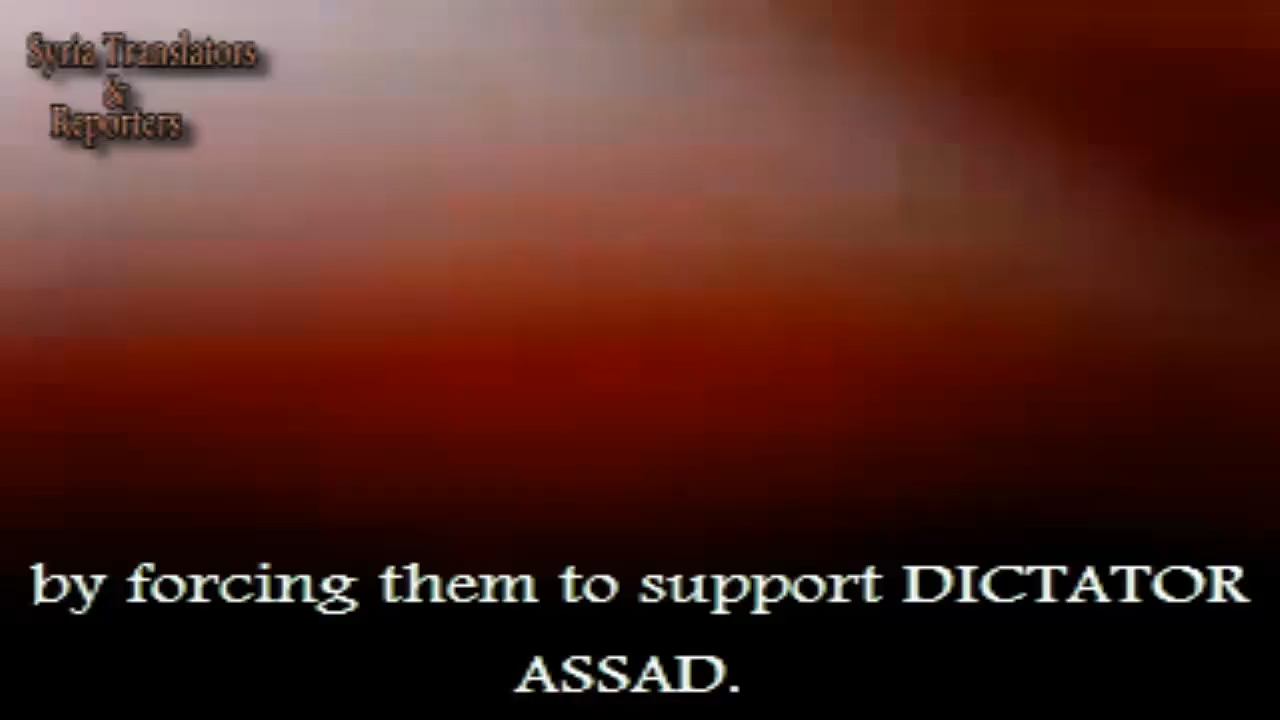 Syria Translators
&
Reporters
by forcing them to support DICTATOR
ASSAD.